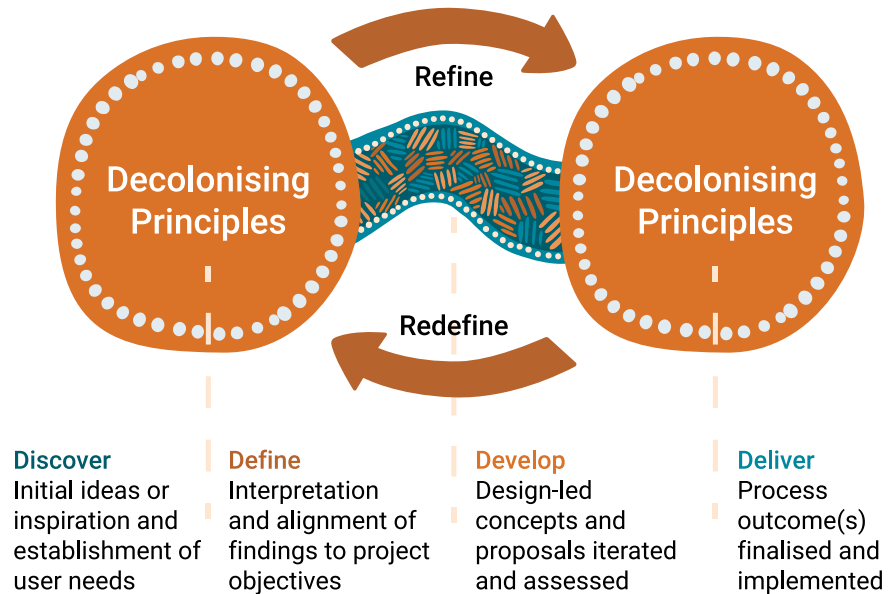 Refine
Decolonising
Principles
Decolonising
Principles
Redefine
Discover
Initial ideas or
inspiration and
establishment of
user needs
Define
Interpretation
and alignment of
findings to project
objectives
Develop
Design-led
concepts and
proposals iterated
and assessed
Deliver
Process
outcome(s)
finalised and
implemented